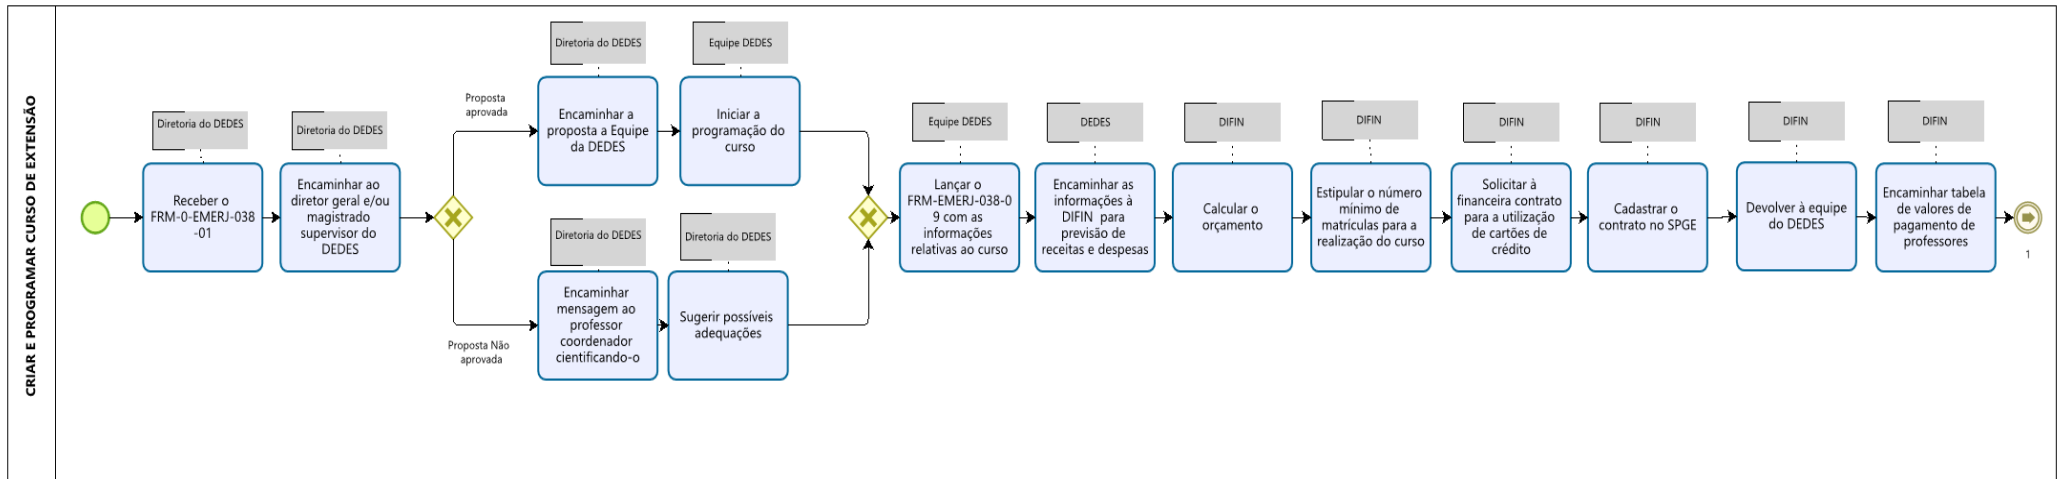 CRIAR E PROGRAMAR CURSO DE EXTENSÃO
Diretoria do DEDES
Receber o
FRM-0-EMERJ-038
-01
Diretoria do DEDES
Encaminhar ao
diretor geral e/ou
magistrado
supervisor do
DEDES
Proposta
aprovada
Diretoria do DEDES
Encaminhar a
proposta a Equipe
da DEDES
Equipe DEDES
Iniciar a
programação do
curso
Proposta Não
aprovada
Diretoria do DEDES
Encaminhar
mensagem ao
professor
coordenador
cientificando-o
Diretoria do DEDES
Sugerir possíveis
adequações
Equipe DEDES
Lançar o
FRM-EMERJ-038-0
9 com as
informações
relativas ao curso
DEDES
Encaminhar as
informações à
DIFIN para
previsão de
receitas e despesas
DIFIN
Calcular o
orçamento
DIFIN
Estipular o número
mínimo de
matrículas para a
realização do curso
DIFIN
Solicitar à
financeira contrato
para a utilização
de cartões de
crédito
DIFIN
Cadastrar o
contrato no SPGE
DIFIN
Devolver à equipe
do DEDES
DIFIN
Encaminhar tabela
de valores de
pagamento de
professores
1